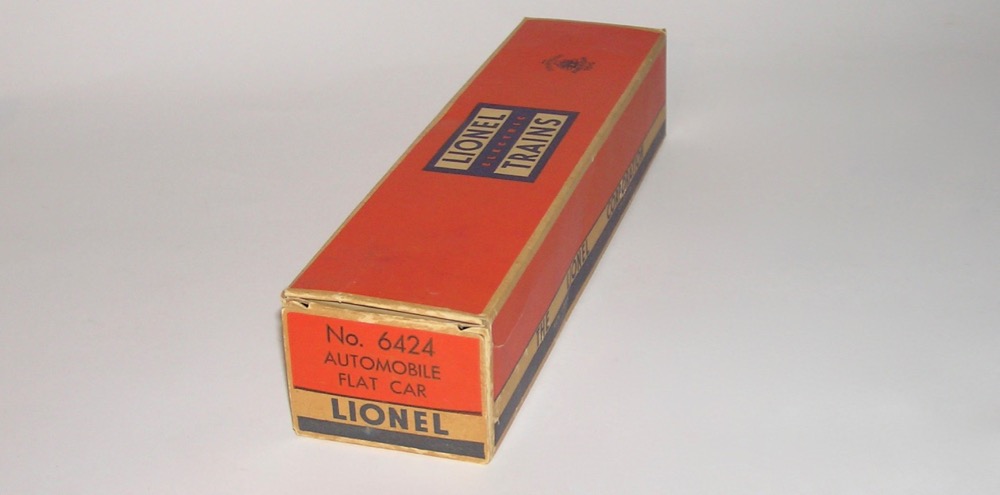 LIONEL
ELECTRIC
TRAINS
No. 6424
AUTOMOBILE
FLAT CAR
LIONEL
THE LIONEL CORPORATION